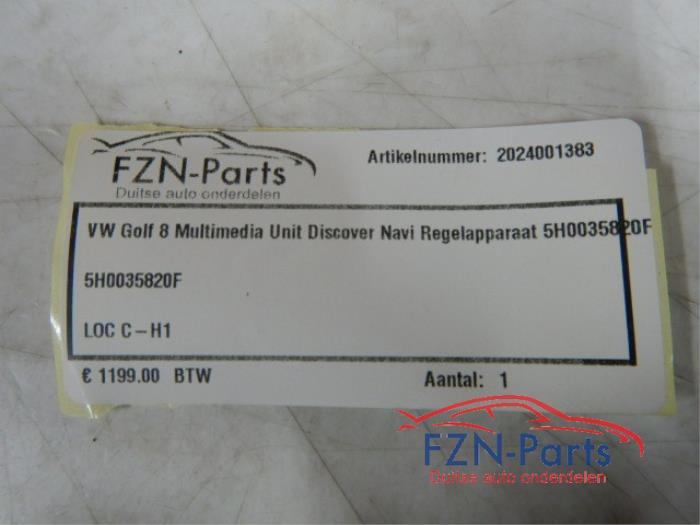 FZN-Parts
Duitse auto onderdelen
Artikelnummer: 2024001383
VW Golf 8 Multimedia Unit Discover Navi Regelapparaat 5H0035820F
5H0035820F
LOC C-H1
€ 1199.00 BTW
Aantal: 1
FZN-Parts
Duitse auto onderdelen